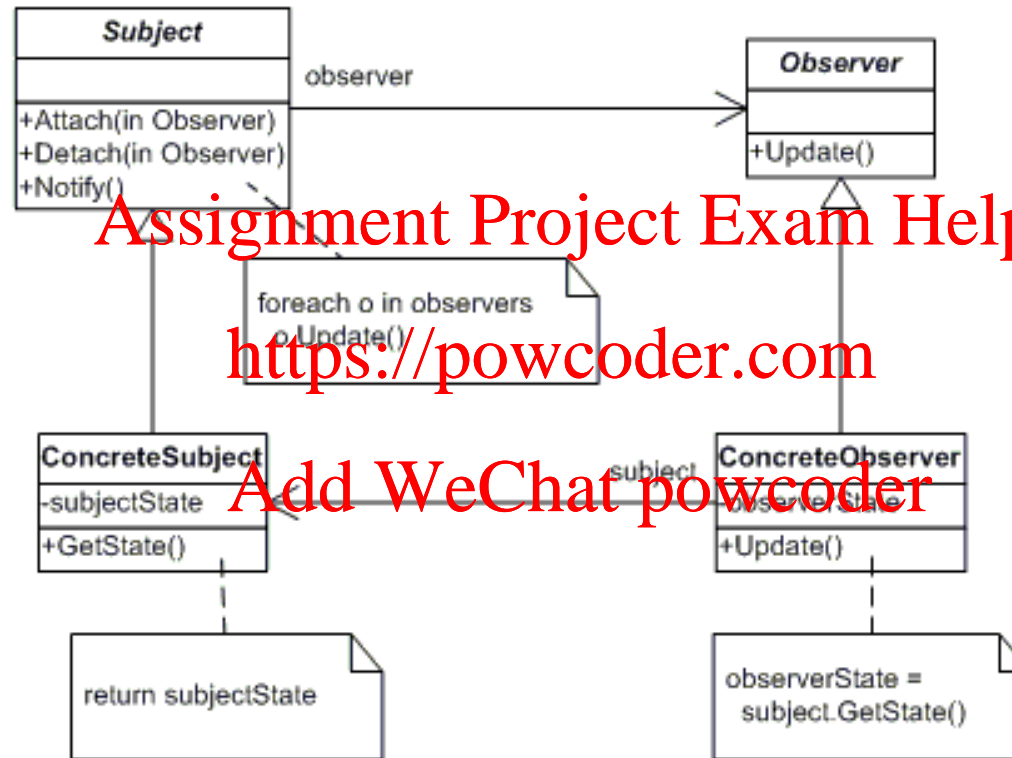 Subject
+Attach(in Observer)
+Detach(in Observer)
+Notify()
observer
Observer
+Update()
Assignment Project Exam Help
foreach o in observers
o.Update()
https://powcoder.com
ConcreteSubject
-subjectState
+GetState()
subject
ConcreteObserver
-observerState
+Update()
Add WeChat powcoder
return subjectState
observerState =
subject.GetState()